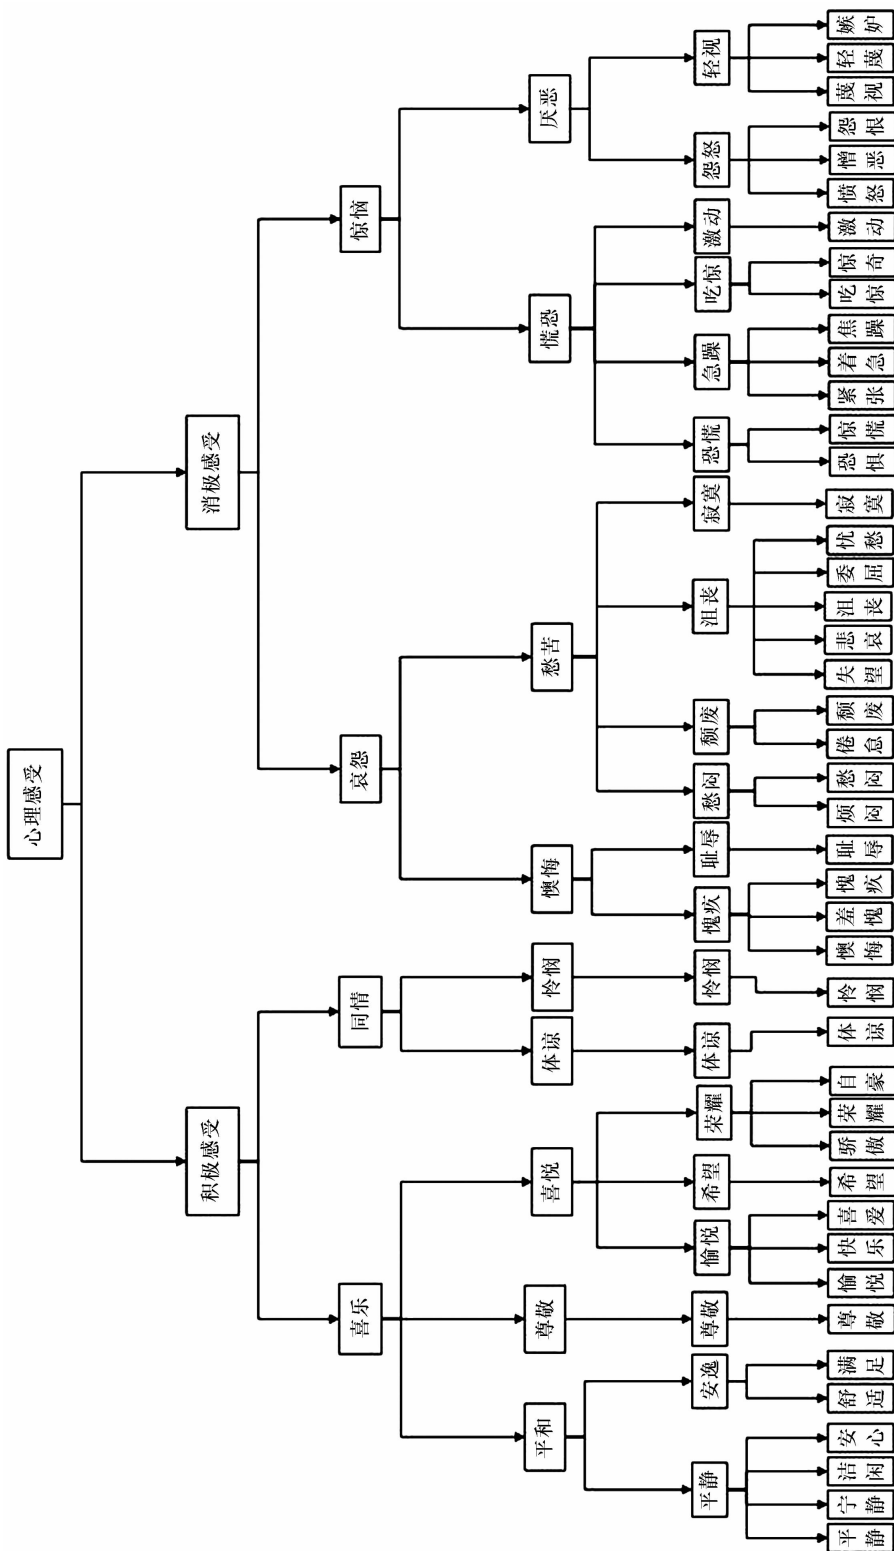 心理感受
积极感受
消极感受
喜乐
同情
哀怨
惊恼
平和
尊敬
喜悦
体谅
怜悯
懊悔
愁苦
慌恐
厌恶
平静
安逸
尊敬
愉悦
希望
荣耀
体谅
怜悯
愧疚
耻辱
愁闷
颓废
沮丧
寂寞
恐慌
急躁
吃惊
激动
怨怒
轻视
平静
宁静
洁闲
安心
舒适
满足
尊敬
愉悦
快乐
喜爱
希望
骄傲
荣耀
自豪
体谅
怜悯
懊悔
羞愧
愧疚
耻辱
烦闷
愁闷
倦怠
颓废
失望
悲哀
沮丧
委屈
忧愁
寂寞
恐惧
惊慌
紧张
着急
焦躁
吃惊
惊奇
激动
愤怒
憎恶
怨恨
蔑视
轻蔑
嫉妒